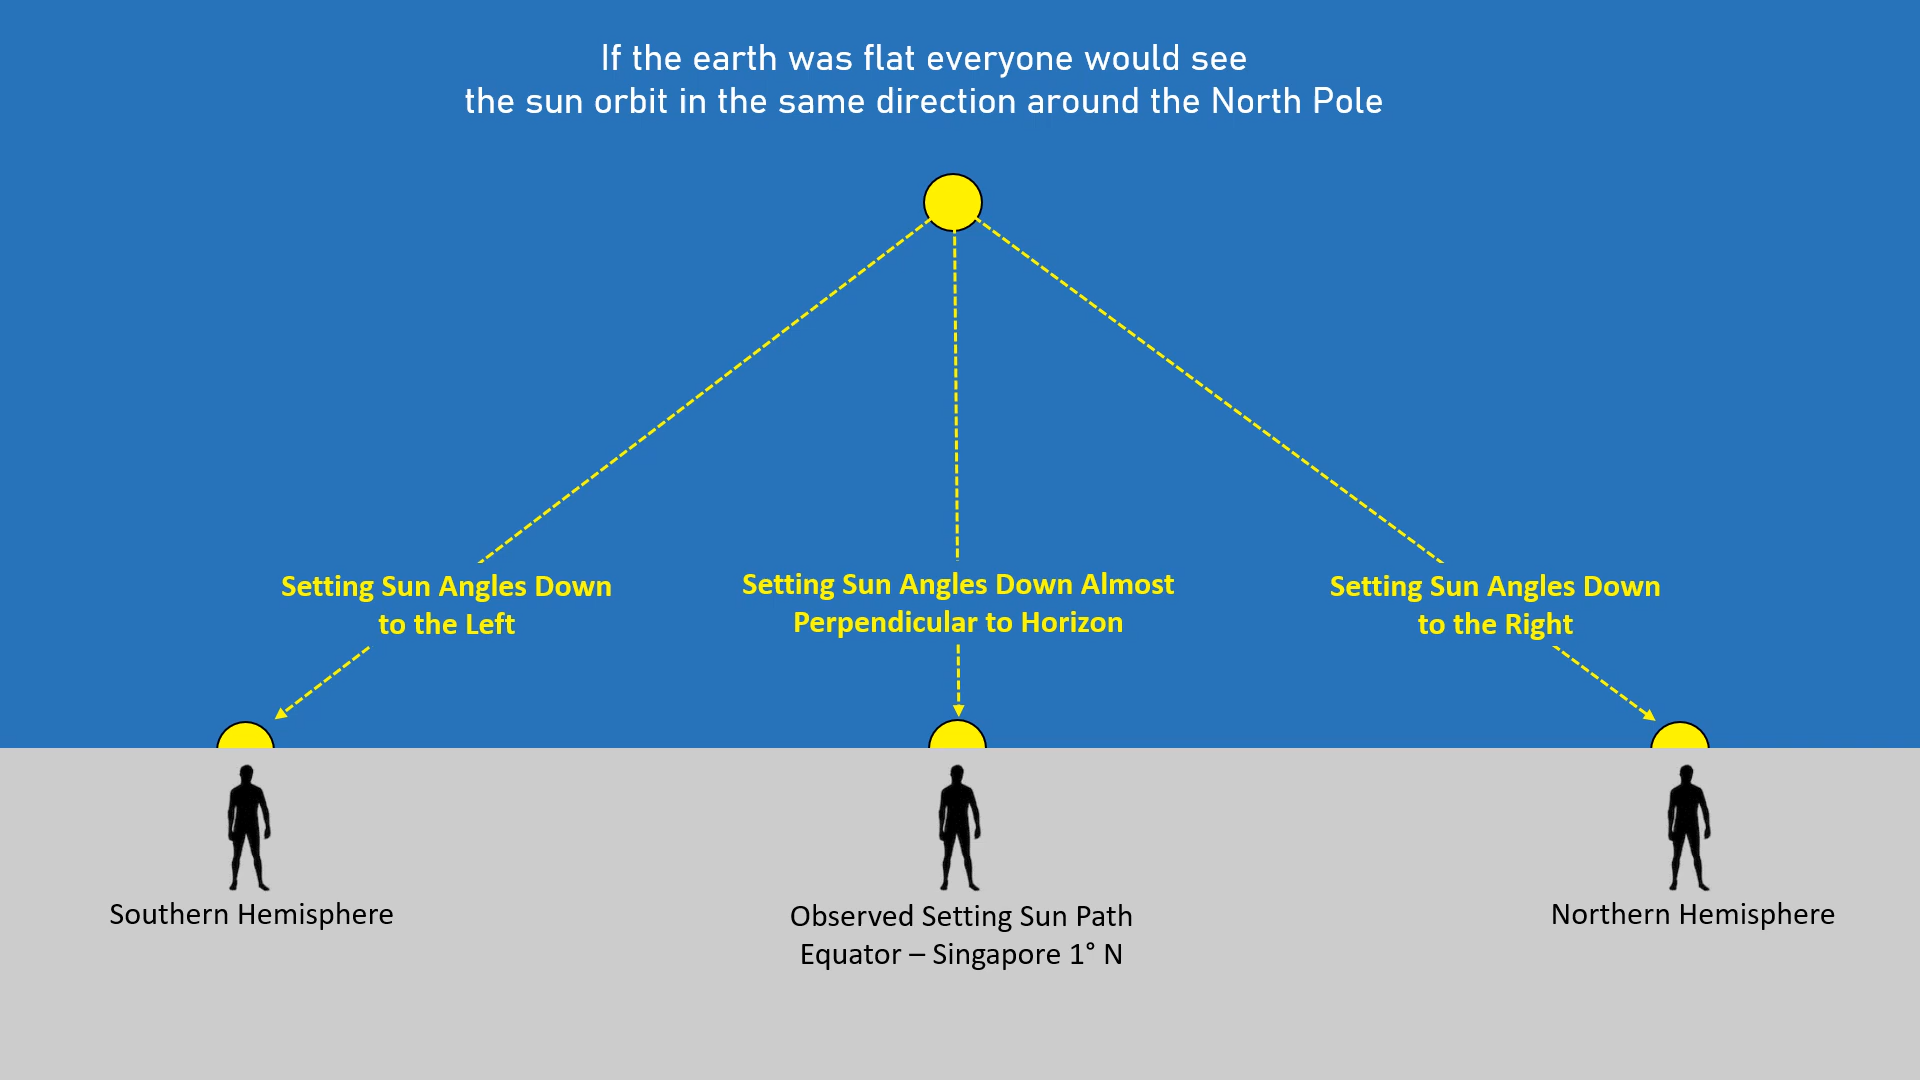 If the earth was flat everyone would see
the sun orbit in the same direction around the North Pole
Setting Sun Angles Down
to the Left
Setting Sun Angles Down Almost
Perpendicular to Horizon
Setting Sun Angles Down
to the Right
Southern Hemisphere
Observed Setting Sun Path
Equator – Singapore 1° N
Northern Hemisphere